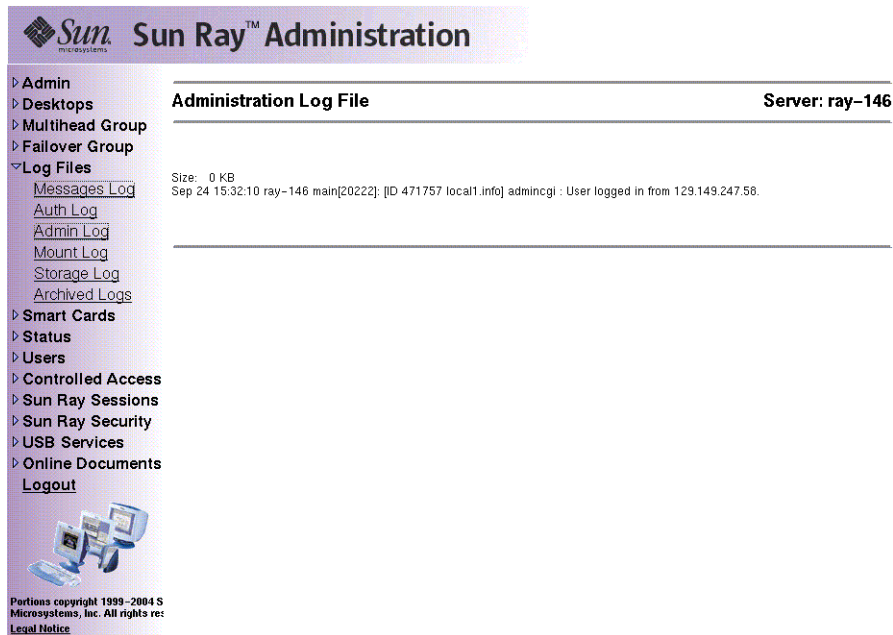 Sun
microsystems
Sun Ray™ Administration
Admin
Desktops
Multihead Group
Failover Group
Log Files
Messages Log
Auth Log
Admin Log
Mount Log
Storage Log
Archived Logs
Smart Cards
Status
Users
Controlled Access
Sun Ray Sessions
Sun Ray Security
USB Services
Online Documents
Logout
Portions copyright 1999–2004 S
Microsystems, Inc. All rights res
Legal Notice
Administration Log File
Server: ray–146
Size: 0 KB
Sep 24 15:32:10 ray–146 main[20222]: [ID 471757 local1.info] admincgi : User logged in from 129.149.247.58.